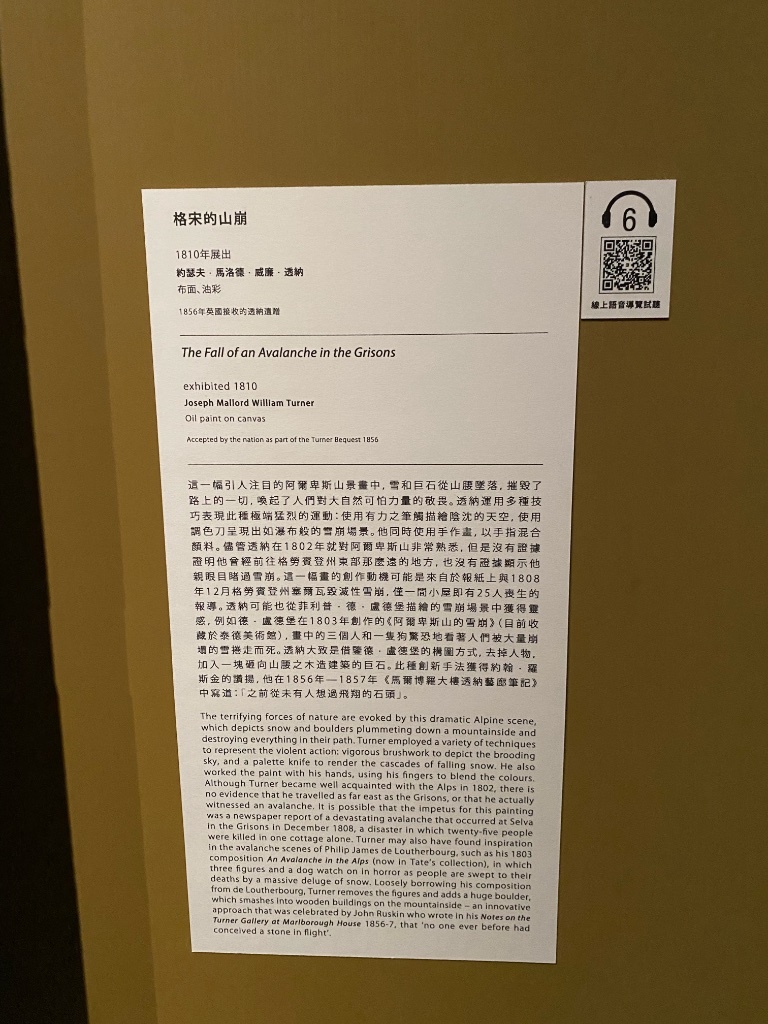 格宋的山崩
1810年展出
約瑟夫．馬洛德．威廉．透納
布面、油彩
1856年英國接收的透納遺贈
The Fall of an Avalanche in the Grisons
exhibited 1810
Joseph Mallord William Turner
Oil paint on canvas
Accepted by the nation as part of the Turner Bequest 1856
這一幅引人注目的阿爾卑斯山景畫中，雪和巨石從山腰墜落，摧毀了
路上的一切，喚起了人們對大自然可怕力量的敬畏。透納運用多種技
巧表現此種極端猛烈的運動：使用有力之筆觸描繪陰沈的天空，使用
調色刀呈現出如瀑布般的雪崩場景。他同時使用手作畫，以手指混合
顏料。儘管透納在1802年就對阿爾卑斯山非常熟悉，但是沒有證據
證明他曾經前往格勞賓登州東部那麼遠的地方，也沒有證據顯示他
親眼目睹過雪崩。這一幅畫的創作動機可能是來自於報紙上與1808
年12月格勞賓登州塞爾瓦毀滅性雪崩，僅一間小屋即有25人喪生的
報導。透納可能也從菲利普．德．盧德堡描繪的雪崩場景中獲得靈
感，例如德．盧德堡在1803年創作的《阿爾卑斯山的雪崩》（目前收
藏於泰德美術館），畫中的三個人和一隻狗驚恐地看著人們被大量崩
壞的雪捲走而死。透納大致是借鑒德．盧德堡的構圖方式，去掉人物，
加入一塊砸向山腰之木造建築的巨石。此種創新手法獲得約翰．羅
斯金的讚揚，他在1856年—1857年《馬爾博羅大樓透納藝廊筆記》
中寫道：「之前從未有人想過飛翔的石頭」。
The terrifying forces of nature are evoked by this dramatic Alpine scene,
which depicts snow and boulders plummeting down a mountainside and
destroying everything in their path. Turner employed a variety of techniques
to represent the violent action: vigorous brushwork to depict the brooding
sky, and a palette knife to render the cascades of falling snow. He also
worked the paint with his hands, using his fingers to blend the colours.
Although Turner became well acquainted with the Alps in 1802, there is
no evidence that he travelled as far east as the Grisons, or that he actually
witnessed an avalanche. It is possible that the impetus for this painting
was a newspaper report of a devastating avalanche that occurred at Selva
in the Grisons in December 1808, a disaster in which twenty-five people
were killed in one cottage alone. Turner may also have found inspiration
in the avalanche scenes of Philip James de Loutherbourg, such as his 1803
composition An Avalanche in the Alps (now in Tate's collection), in which
three figures and a dog watch on in horror as people are swept to their
deaths by a massive deluge of snow. Loosely borrowing his composition
from de Loutherbourg, Turner removes the figures and adds a huge boulder,
which smashes into wooden buildings on the mountainside – an innovative
approach that was celebrated by John Ruskin who wrote in his Notes on the
Turner Gallery at Marlborough House 1856-7, that 'no one ever before had
conceived a stone in flight'.
6
線上語音導覽試聽